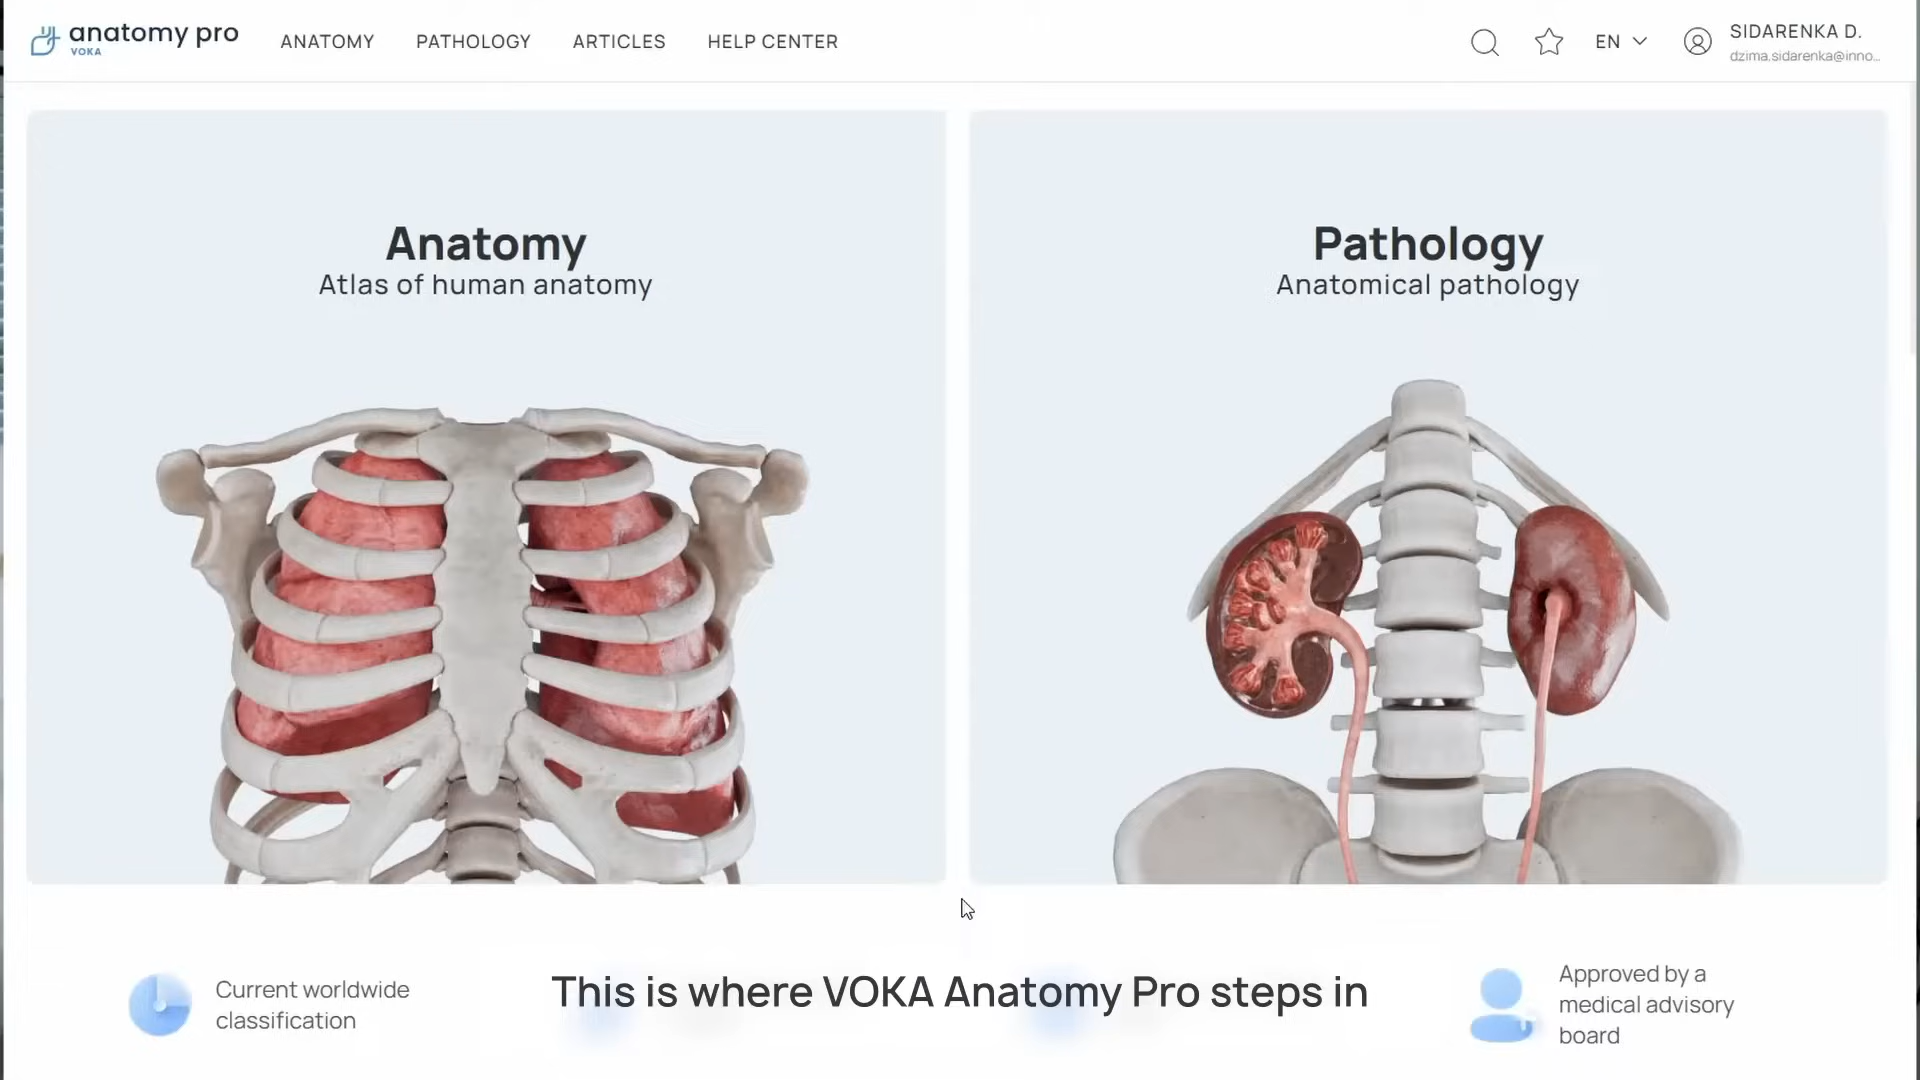 anatomy pro
VOKA
ANATOMY
PATHOLOGY
ARTICLES
HELP CENTER
EN
SIDARENKA D.
dzima.sidarenka@inno...
Anatomy
Atlas of human anatomy
Pathology
Anatomical pathology
Current worldwide
classification
This is where VOKA Anatomy Pro steps in
Approved by a
medical advisory
board